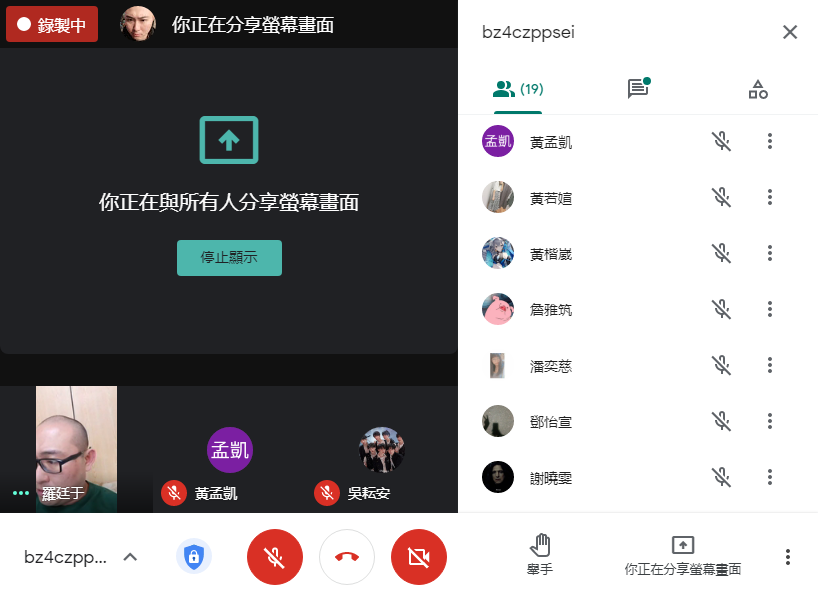 錄製中
你正在分享螢幕畫面
你正在與所有人分享螢幕畫面
停止顯示
羅廷于
孟凱
黃孟凱
吳耘安
bz4czpp...
bz4czppsei
(19)
孟凱
黃孟凱
黃若媗
黃楷崴
詹雅筑
潘奕慈
鄧怡宣
謝曉雯
舉手
你正在分享螢幕畫面